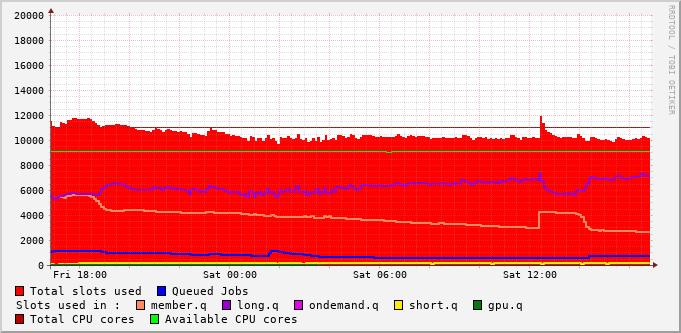 20000
18000
16000
14000
12000
10000
8000
6000
4000
2000
0
Fri 18:00 Sat 00:00 Sat 06:00 Sat 12:00
RRDTOOL / TOBI OETIKER
Total slots used Queued Jobs
Slots used in : member.q long.q ondemand.q short.q gpu.q
Total CPU cores Available CPU cores